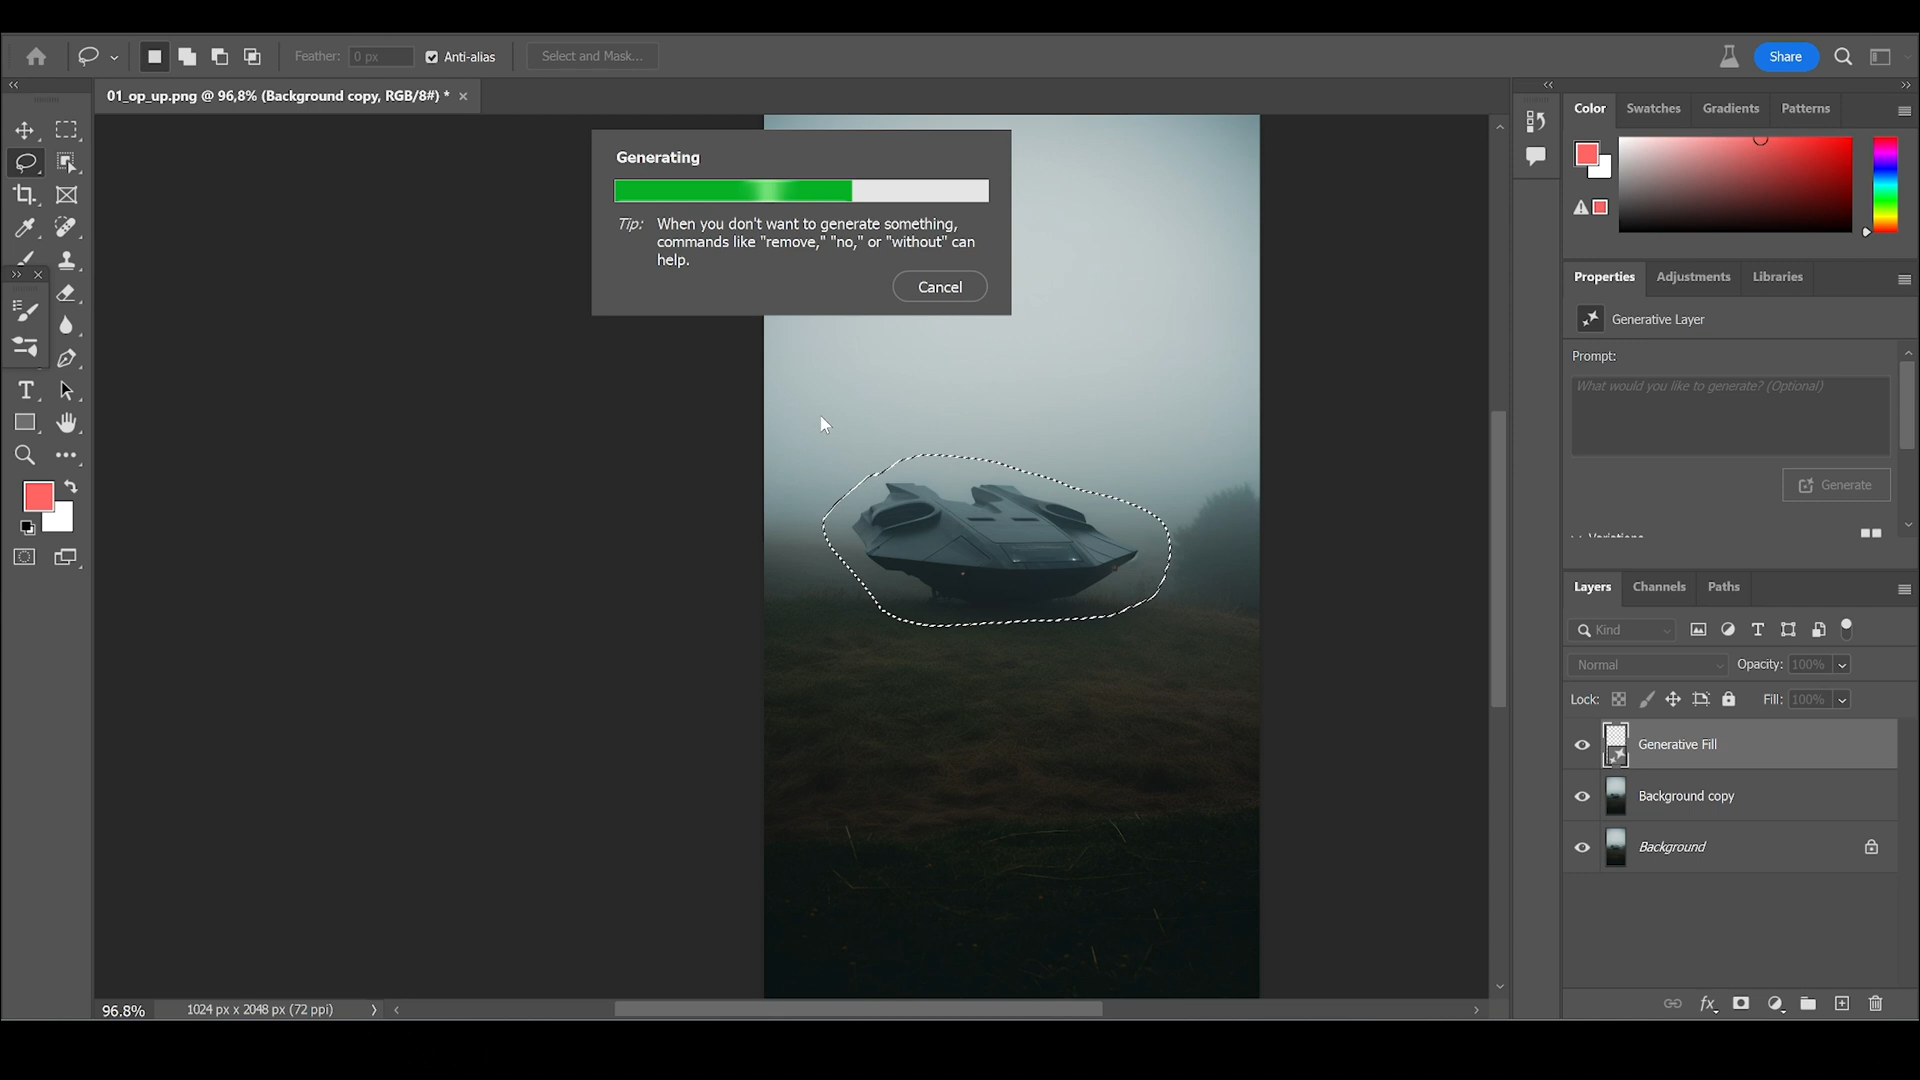 Feather: 0 px Anti-alias Select and Mask... Share
01_op_up.png @ 96,8% (Background copy, RGB/8#) *
Generating
Tip: When you don't want to generate something,
commands like "remove," "no," or "without" can
help.
Cancel
Color Swatches Gradients Patterns
Properties Adjustments Libraries
Generative Layer
Prompt:
What would you like to generate? (Optional)
Generate
Variations
Layers Channels Paths
Kind
Normal Opacity: 100%
Lock: Fill: 100%
Generative Fill
Background copy
Background
96.8% 1024 px x 2048 px (72 ppi)